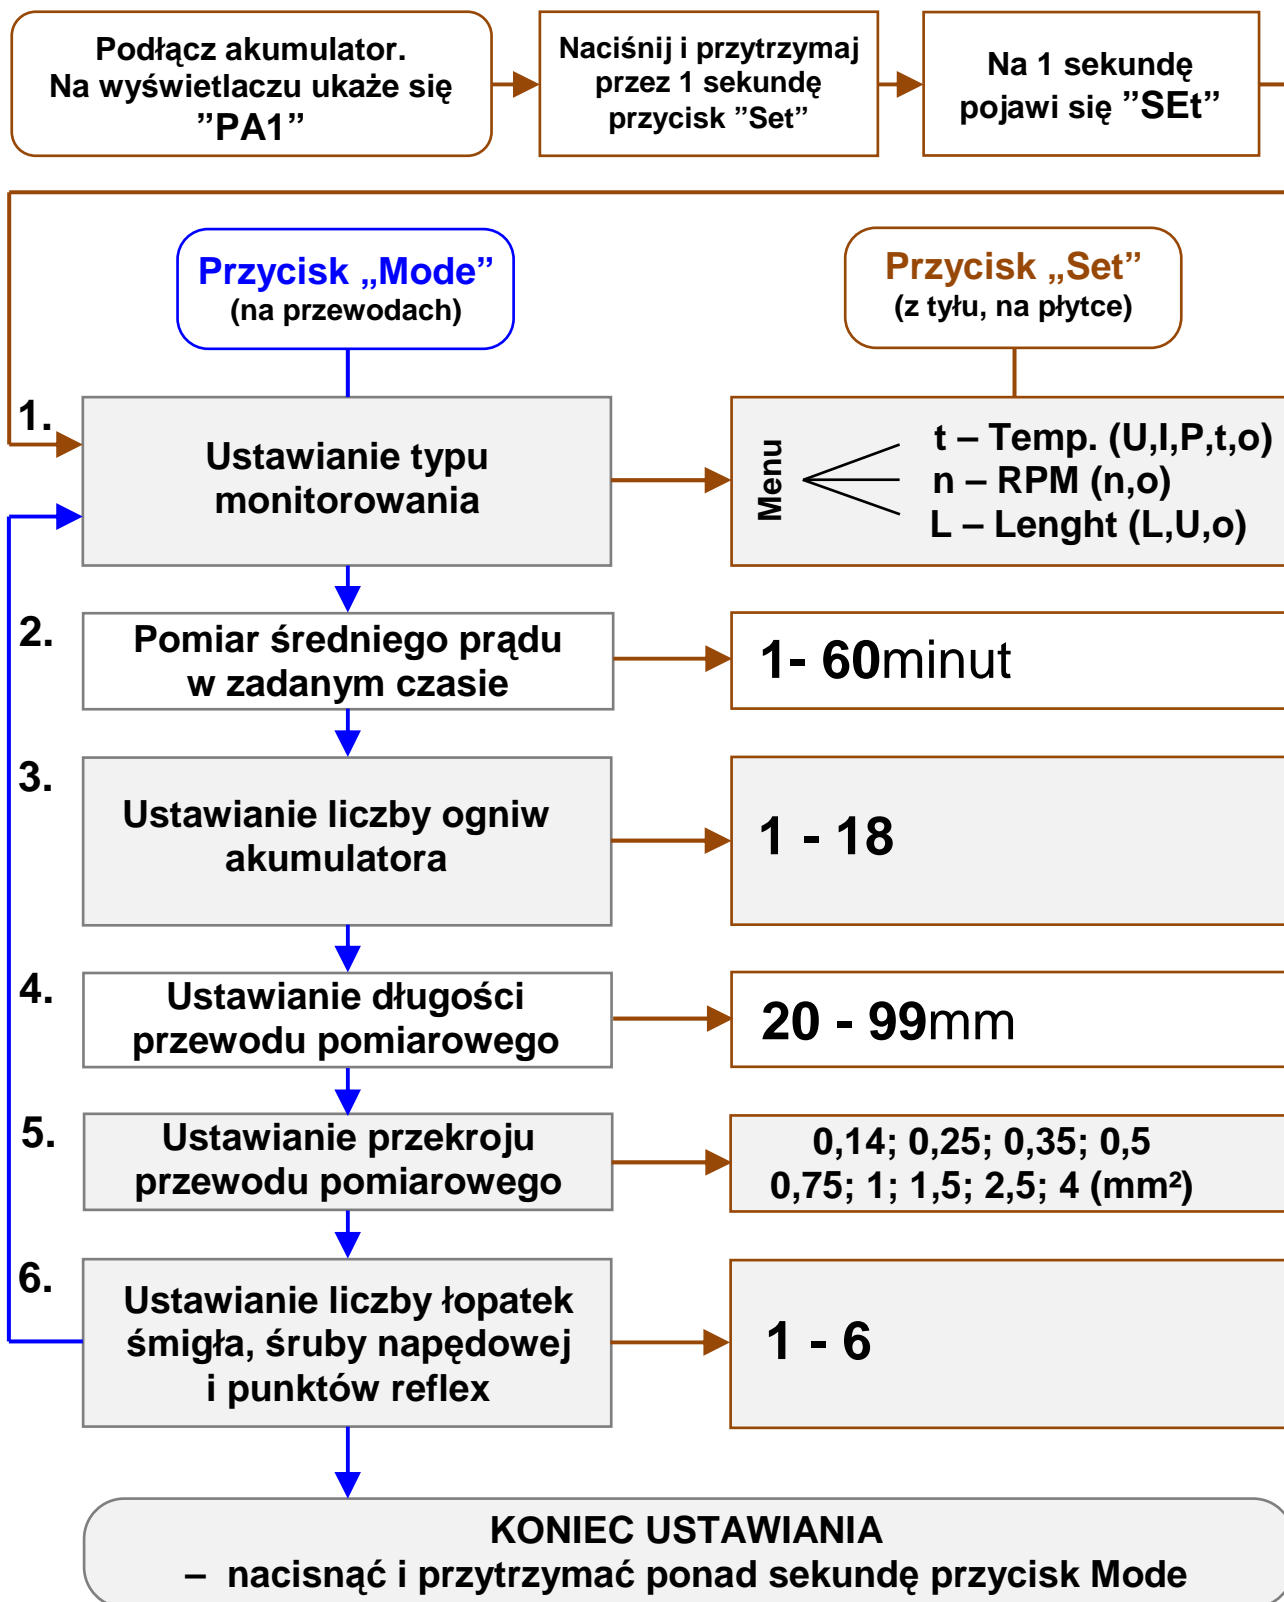 Podłącz akumulator.
Na wyświetlaczu ukaże się
”PA1”
Naciśnij i przytrzymaj
przez 1 sekundę
przycisk ”Set”
Na 1 sekundę
pojawi się ”SEt”
Przycisk „Mode”
(na przewodach)
Przycisk „Set”
(z tyłu, na płytce)
1.
Ustawianie typu
monitorowania
Menu
t – Temp. (U,I,P,t,o)
n – RPM (n,o)
L – Lenght (L,U,o)
2.
Pomiar średniego prądu
w zadanym czasie
1- 60minut
3.
Ustawianie liczby ogniw
akumulatora
1 - 18
4.
Ustawianie długości
przewodu pomiarowego
20 - 99mm
5.
Ustawianie przekroju
przewodu pomiarowego
0,14; 0,25; 0,35; 0,5
0,75; 1; 1,5; 2,5; 4 (mm²)
6.
Ustawianie liczby łopatek
śmigła, śruby napędowej
i punktów reflex
1 - 6
KONIEC USTAWIANIA
– nacisnąć i przytrzymać ponad sekundę przycisk Mode